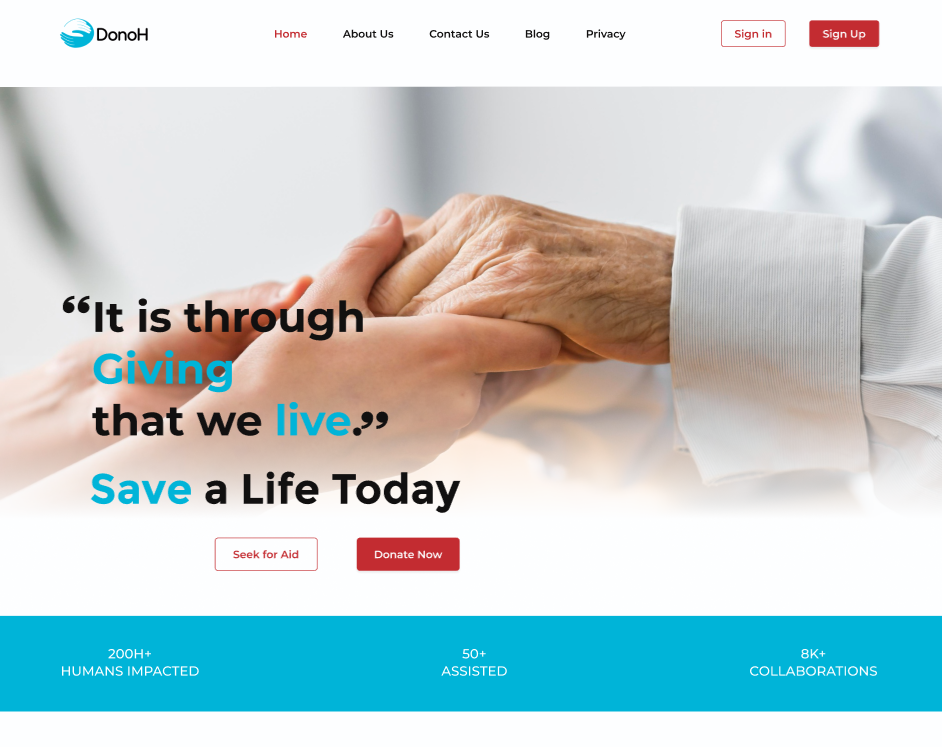 DonoH
Home About Us Contact Us Blog Privacy
Sign in Sign Up
“It is through
Giving
that we live.”
Save a Life Today
Seek for Aid Donate Now
200H+
HUMANS IMPACTED
50+
ASSISTED
8K+
COLLABORATIONS